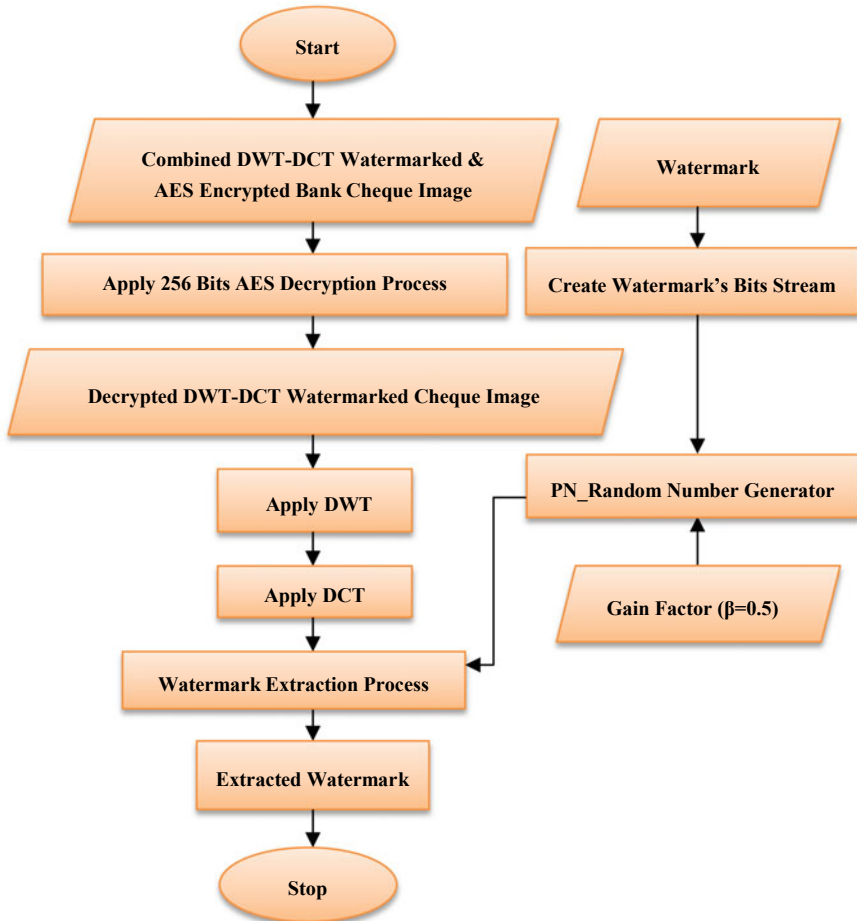 Start
Combined DWT-DCT Watermarked &
AES Encrypted Bank Cheque Image
Apply 256 Bits AES Decryption Process
Decrypted DWT-DCT Watermarked Cheque Image
Apply DWT
Apply DCT
Watermark Extraction Process
Extracted Watermark
Stop
Watermark
Create Watermark’s Bits Stream
PN_Random Number Generator
Gain Factor (β=0.5)